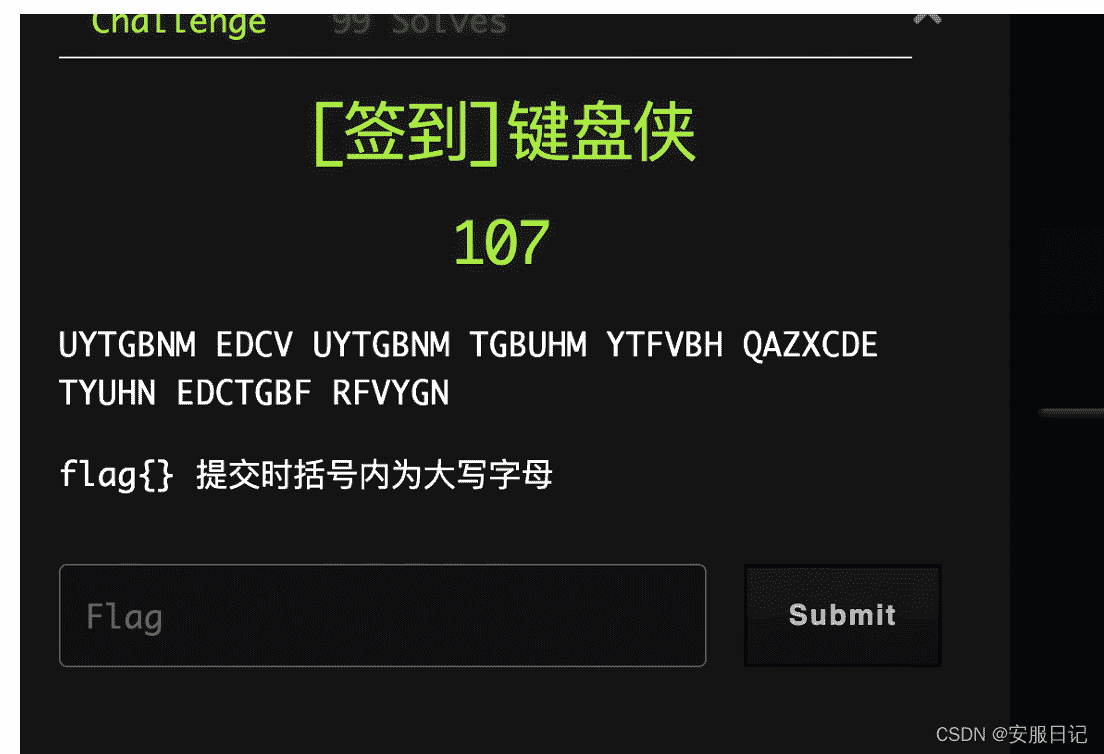 Challenge 99 Solves
[签到]键盘侠
107
UYTGBNM EDCV UYTGBNM TGBUHM YTFVBH QAZXCDE
TYUHN EDCTGBF RFVYGN
flag{} 提交时括号内为大写字母
Flag Submit
CSDN @安服日记